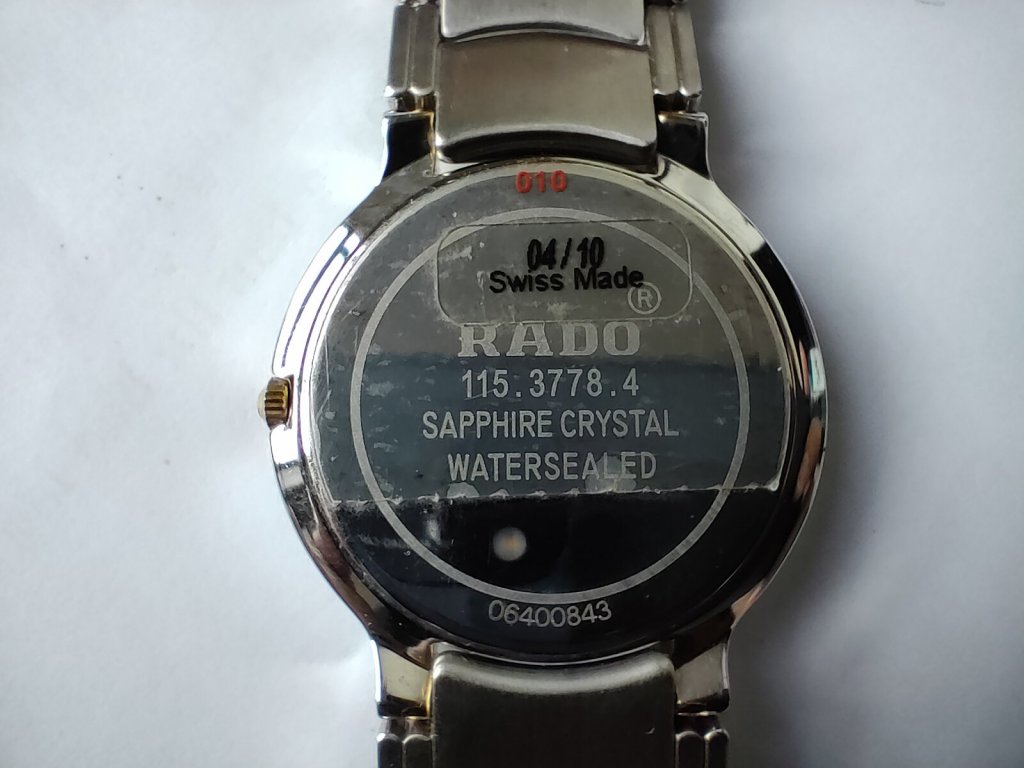 010
04/10
Swiss Made
®
RADO
115.3778.4
SAPPHIRE CRYSTAL
WATERSEALED
06400843